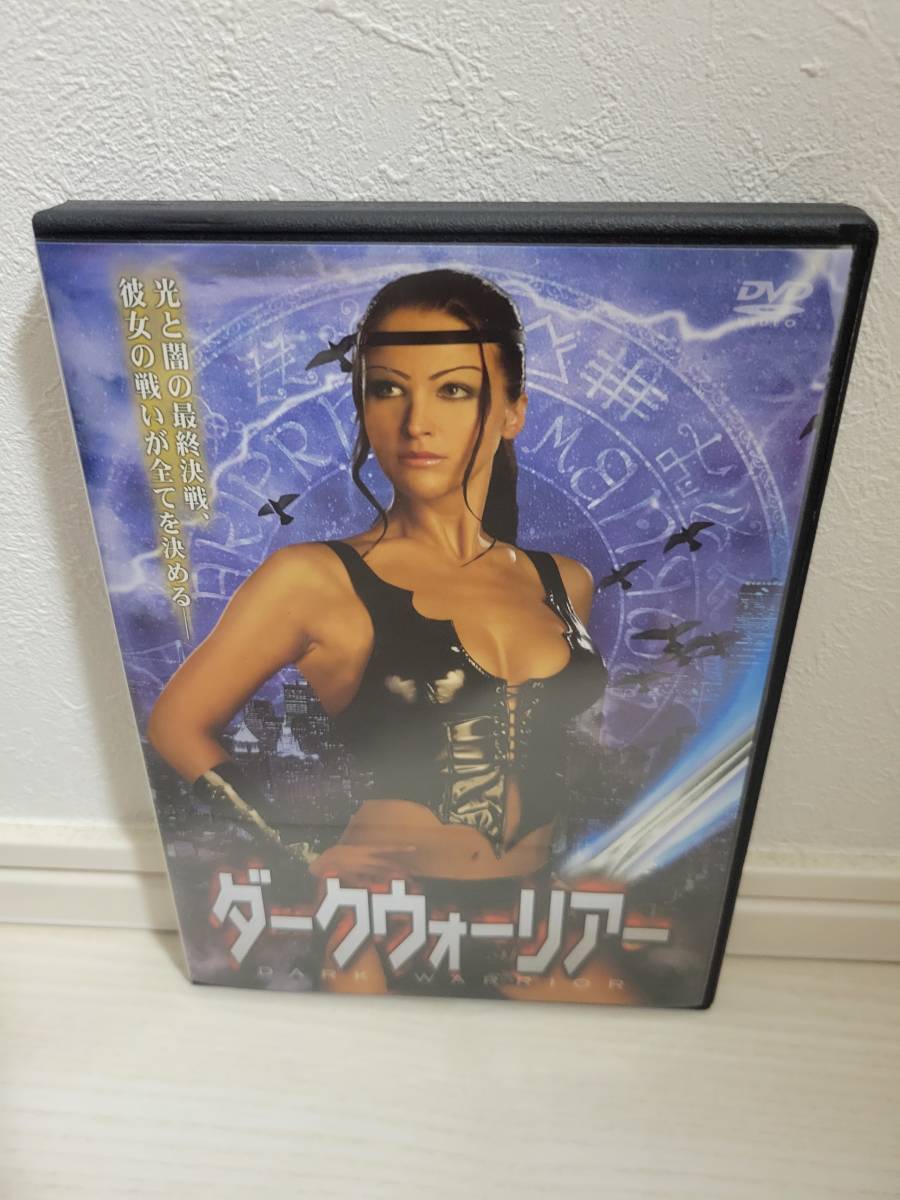 光と闇の最終決戦、
彼女の戦いが全てを決める―
DVD
VIDEO
ダークウォーリアー
DARK WARRIOR